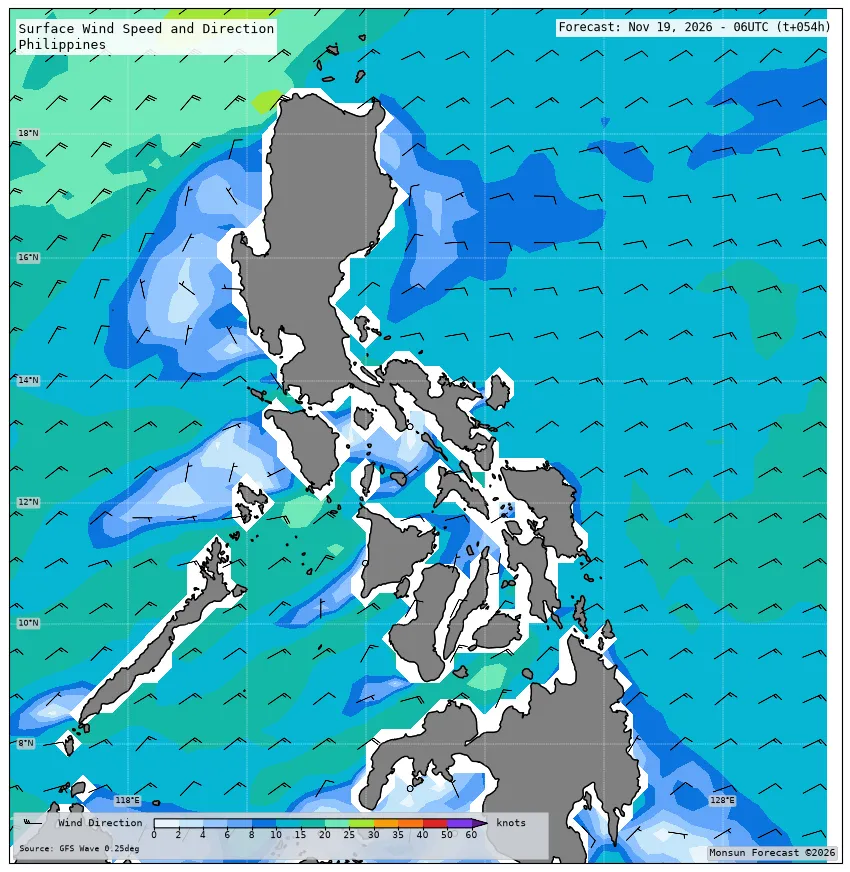 Surface Wind Speed and Direction
Philippines
Forecast: Nov 19, 2026 - 06UTC (t+054h)
18°N
16°N
14°N
12°N
10°N
8°N
118°E
128°E
Wind Direction
0 2 4 6 8 10 15 20 25 30 35 40 50 60
knots
Source: GFS Wave 0.25deg
Monsun Forecast ©2026